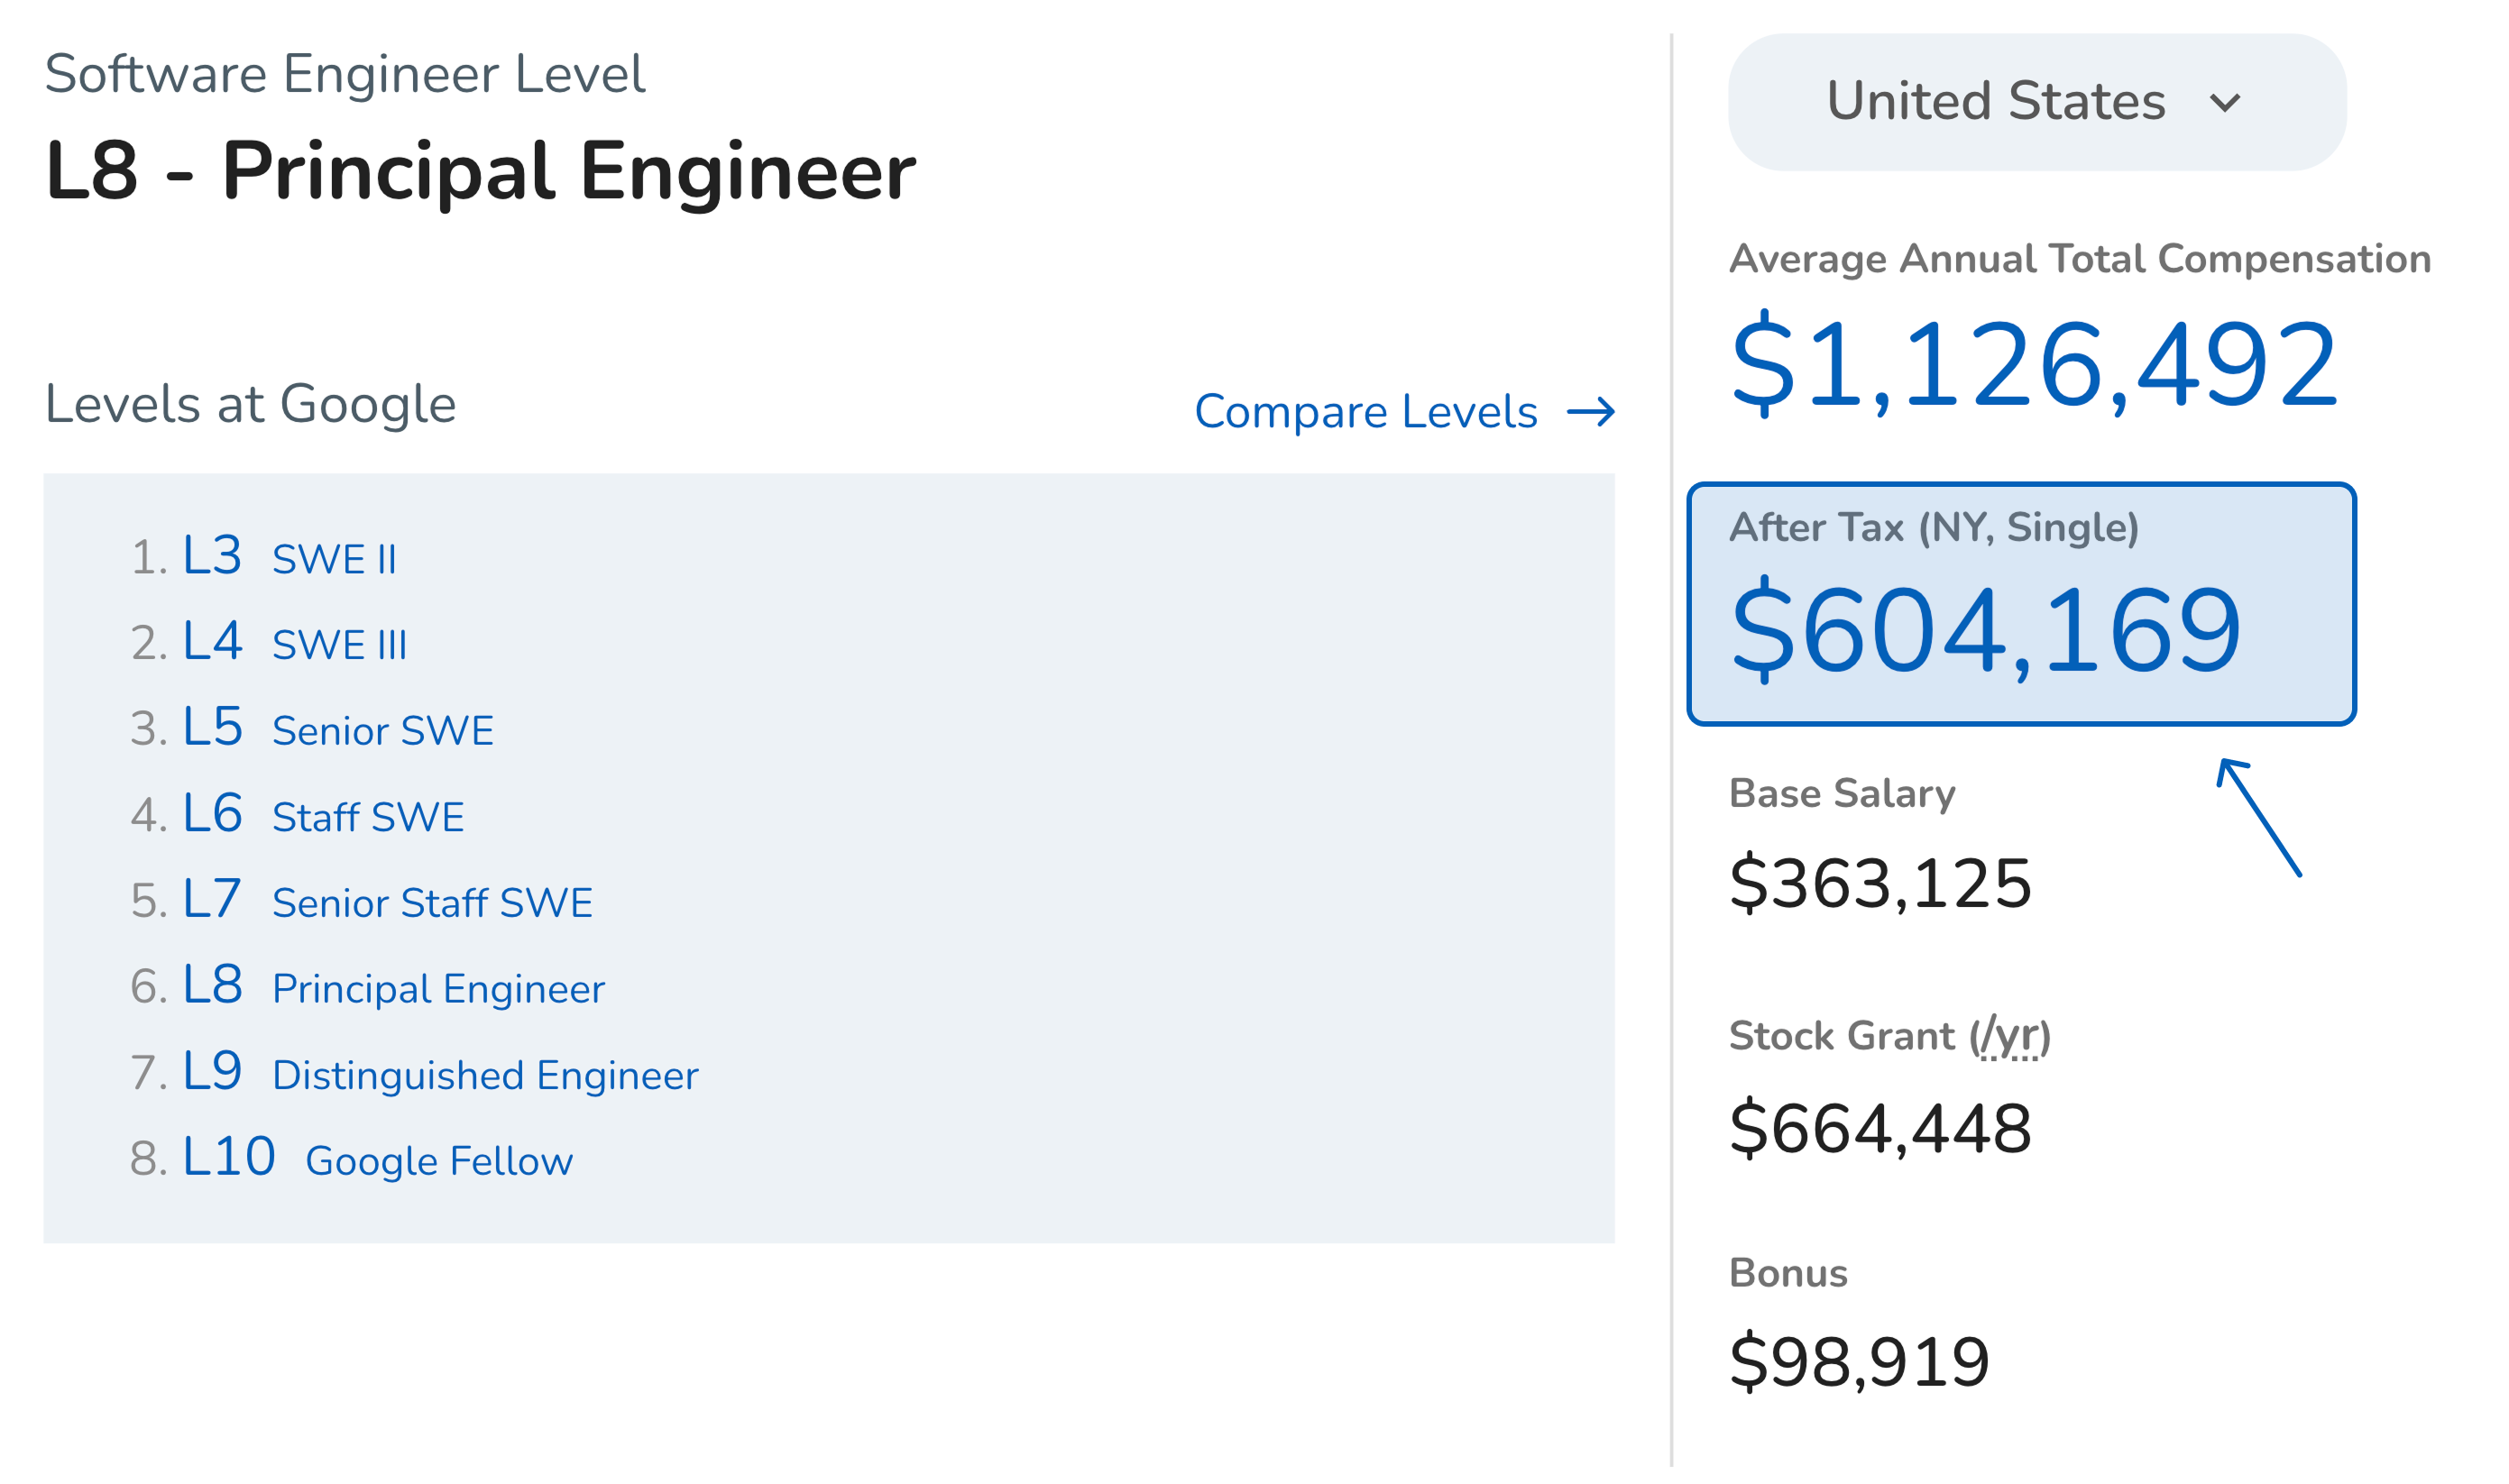 Software Engineer Level
L8 - Principal Engineer
Levels at Google
Compare Levels →
1. L3 SWE II
2. L4 SWE III
3. L5 Senior SWE
4. L6 Staff SWE
5. L7 Senior Staff SWE
6. L8 Principal Engineer
7. L9 Distinguished Engineer
8. L10 Google Fellow
United States
Average Annual Total Compensation
$1,126,492
After Tax (NY, Single)
$604,169
Base Salary
$363,125
Stock Grant (/yr)
$664,448
Bonus
$98,919